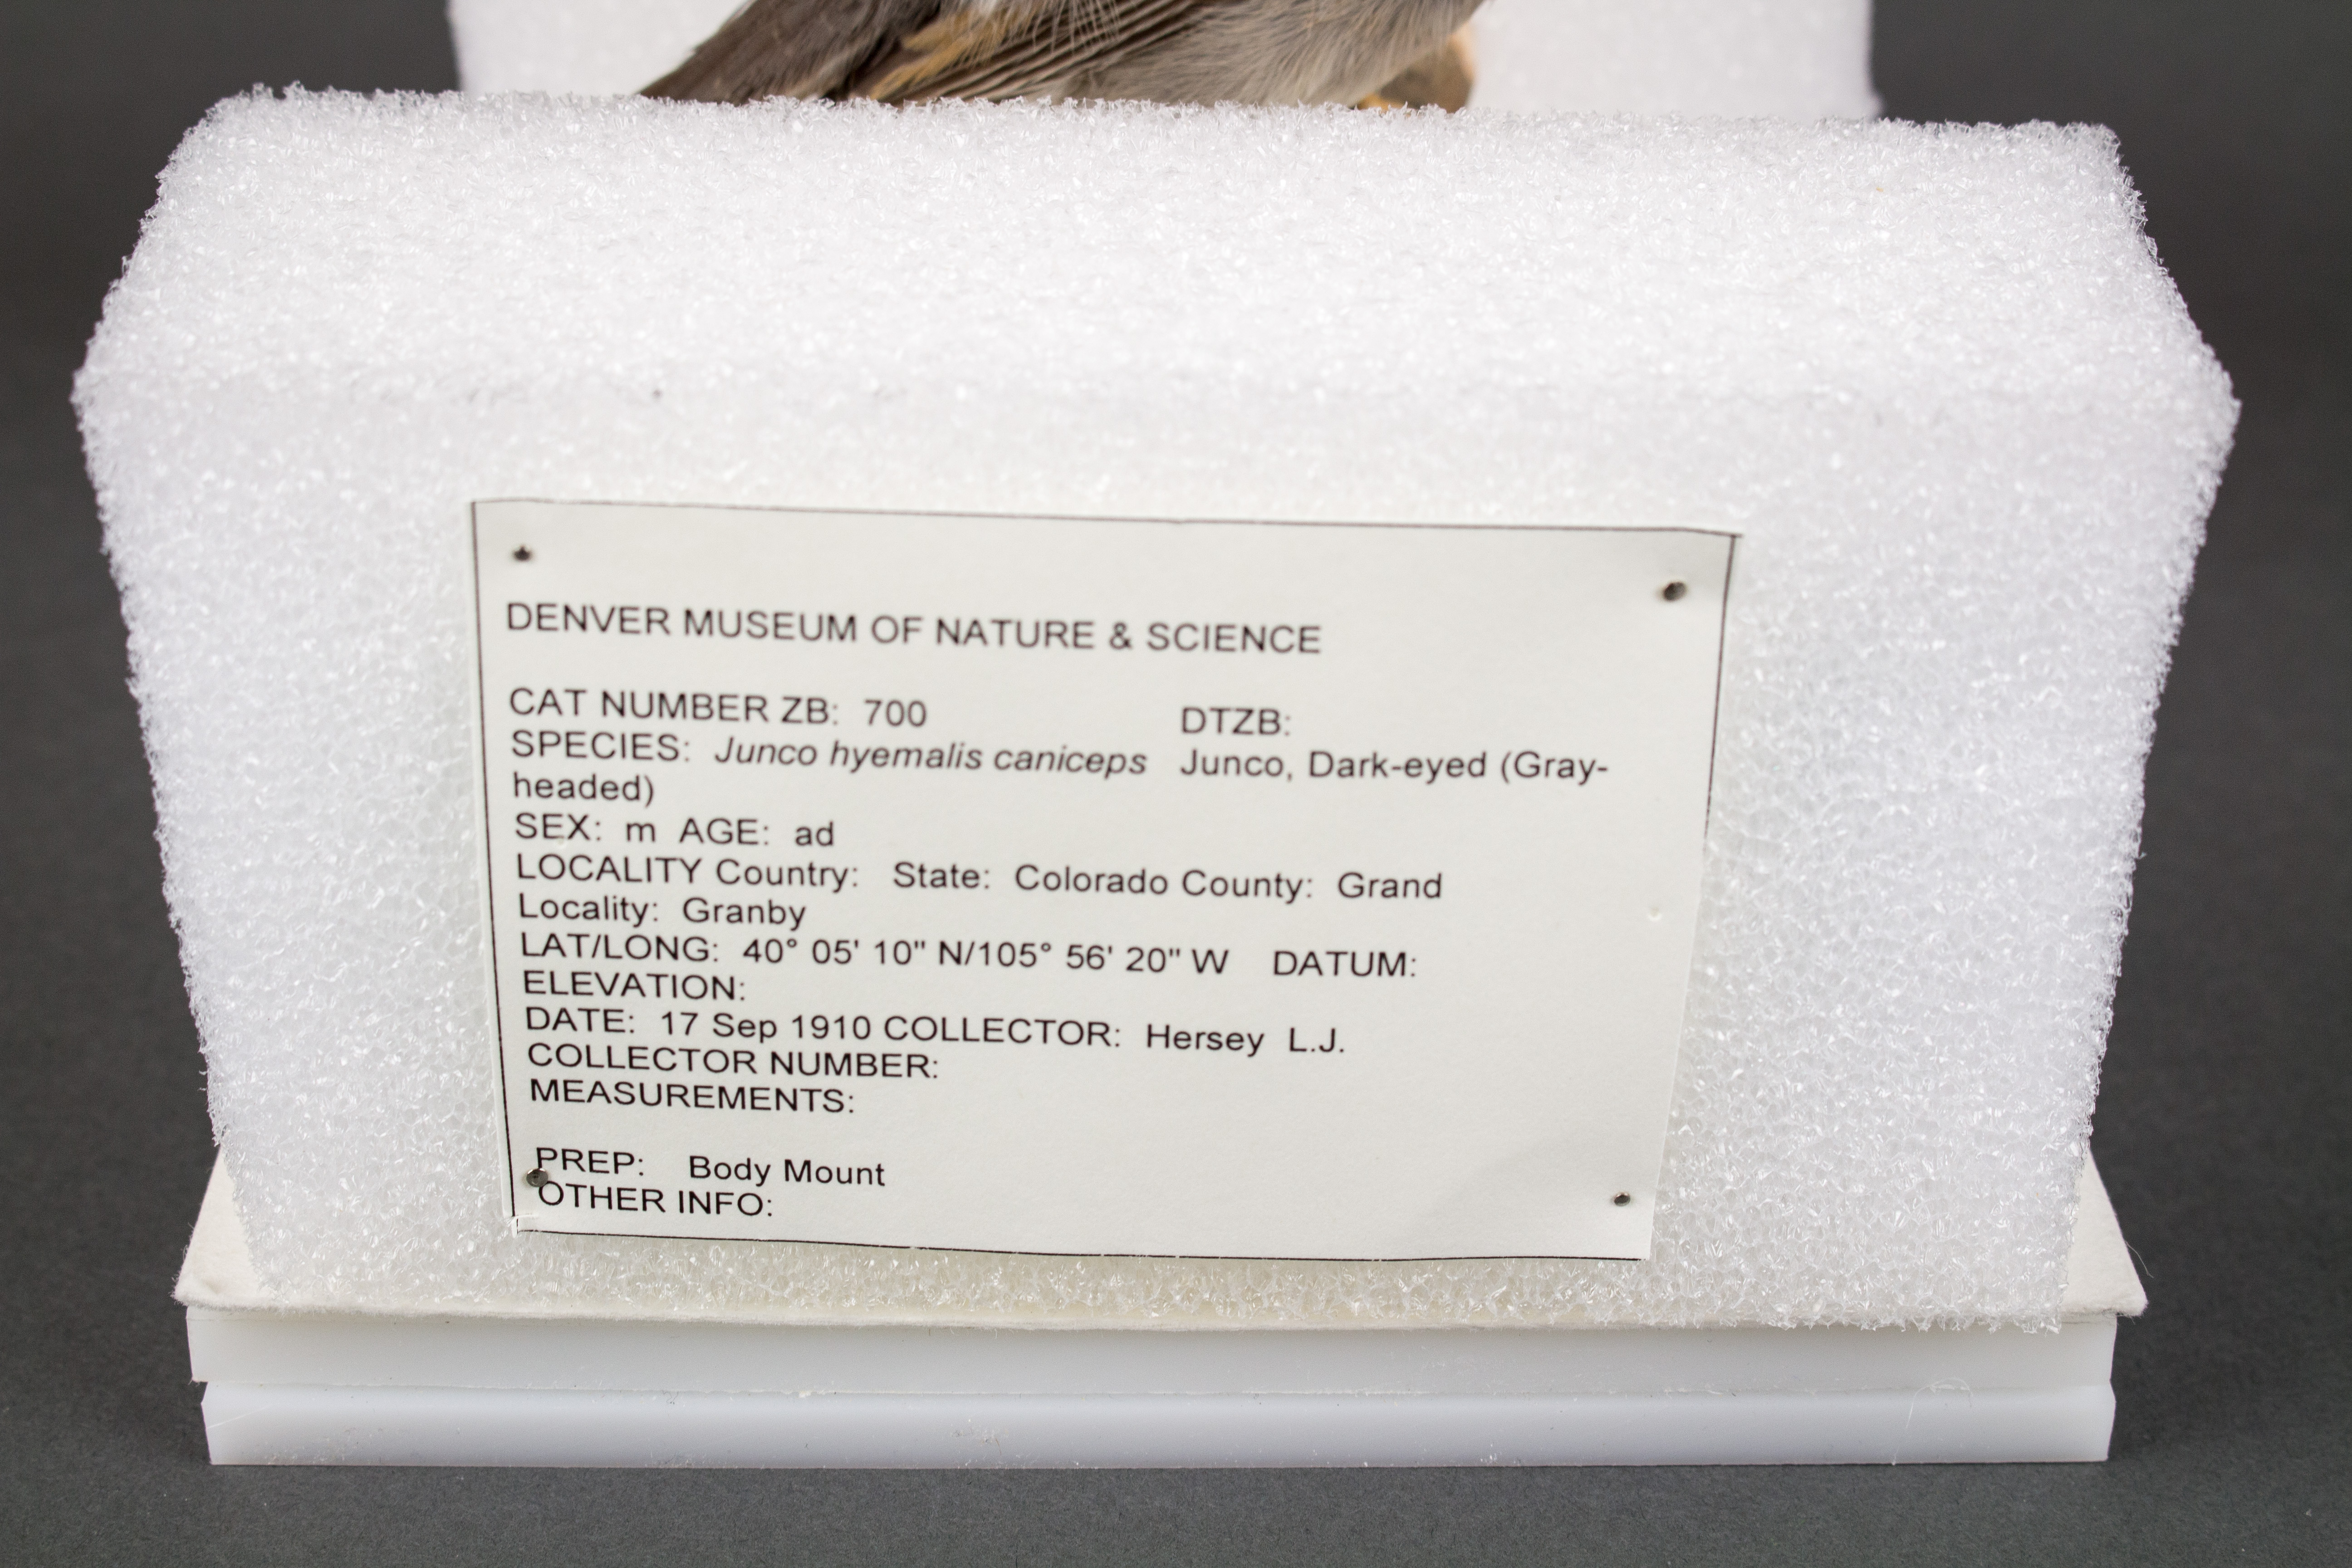 DENVER MUSEUM OF NATURE & SCIENCE
CAT NUMBER ZB: 700 DTZB:
SPECIES: Junco hyemalis caniceps Junco, Dark-eyed (Gray-
headed)
SEX: m AGE: ad
LOCALITY Country: State: Colorado County: Grand
Locality: Granby
LAT/LONG: 40° 05' 10" N/105° 56' 20" W DATUM:
ELEVATION:
DATE: 17 Sep 1910 COLLECTOR: Hersey L.J.
COLLECTOR NUMBER:
MEASUREMENTS:
PREP: Body Mount
OTHER INFO: